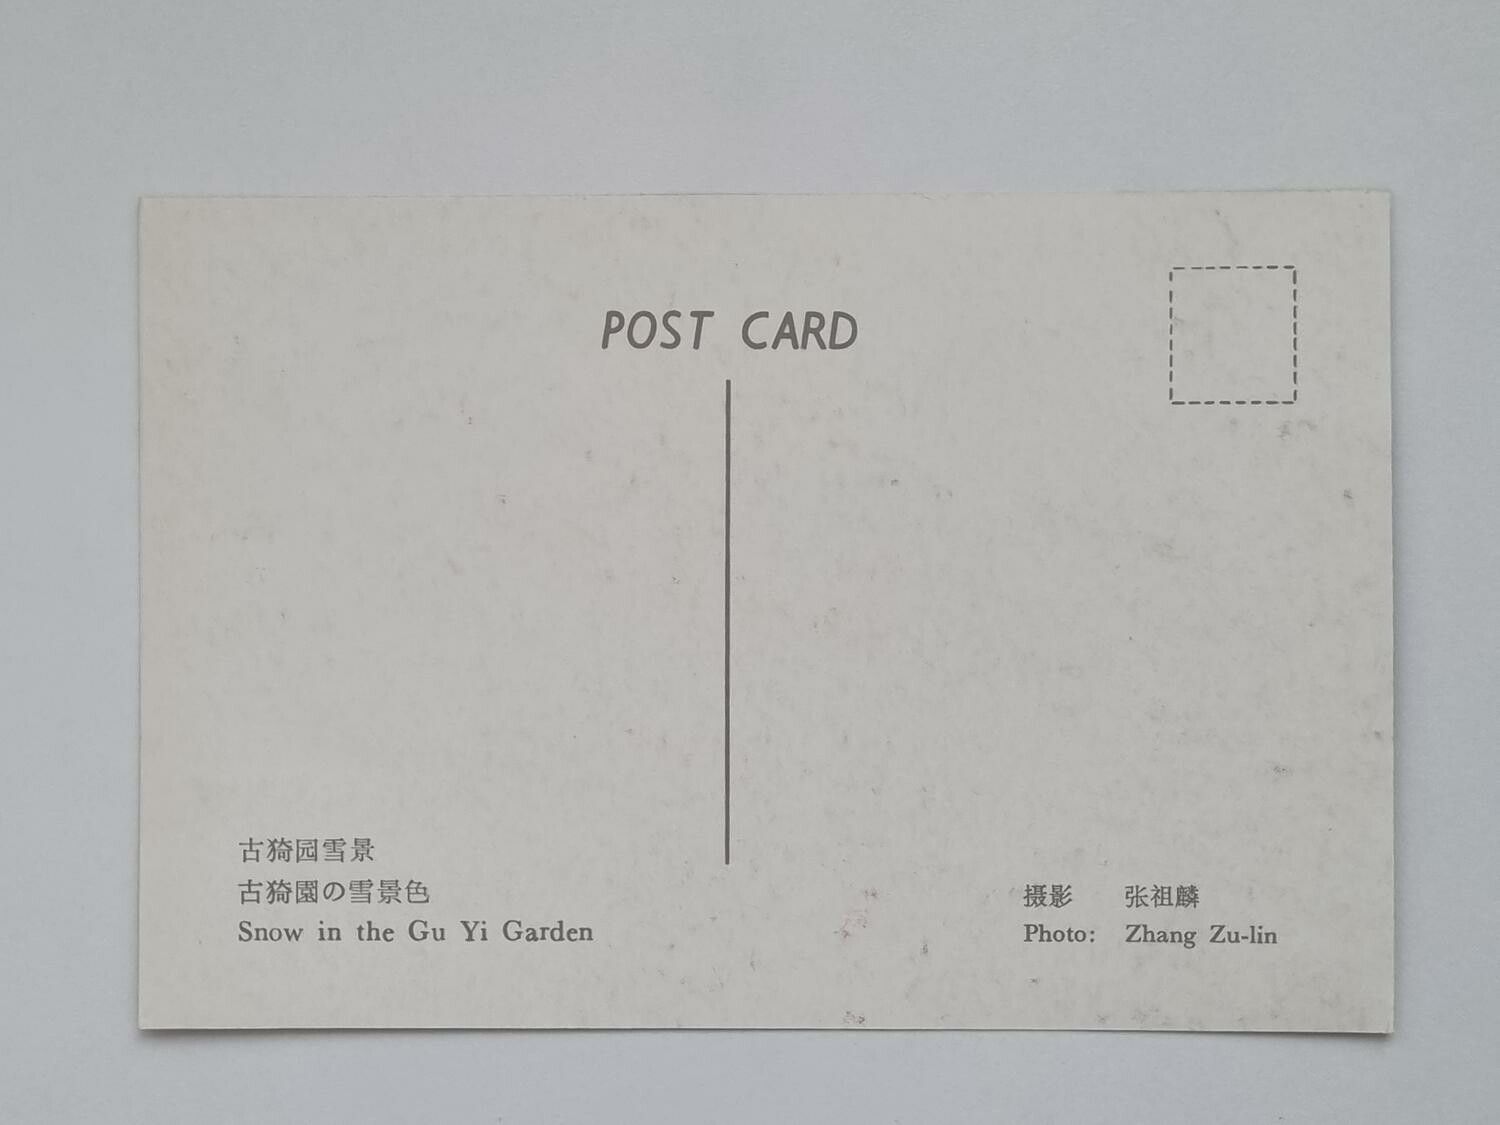 POST CARD
古猗园雪景
古猗園の雪景色
Snow in the Gu Yi Garden
摄影 张祖麟
Photo: Zhang Zu-lin